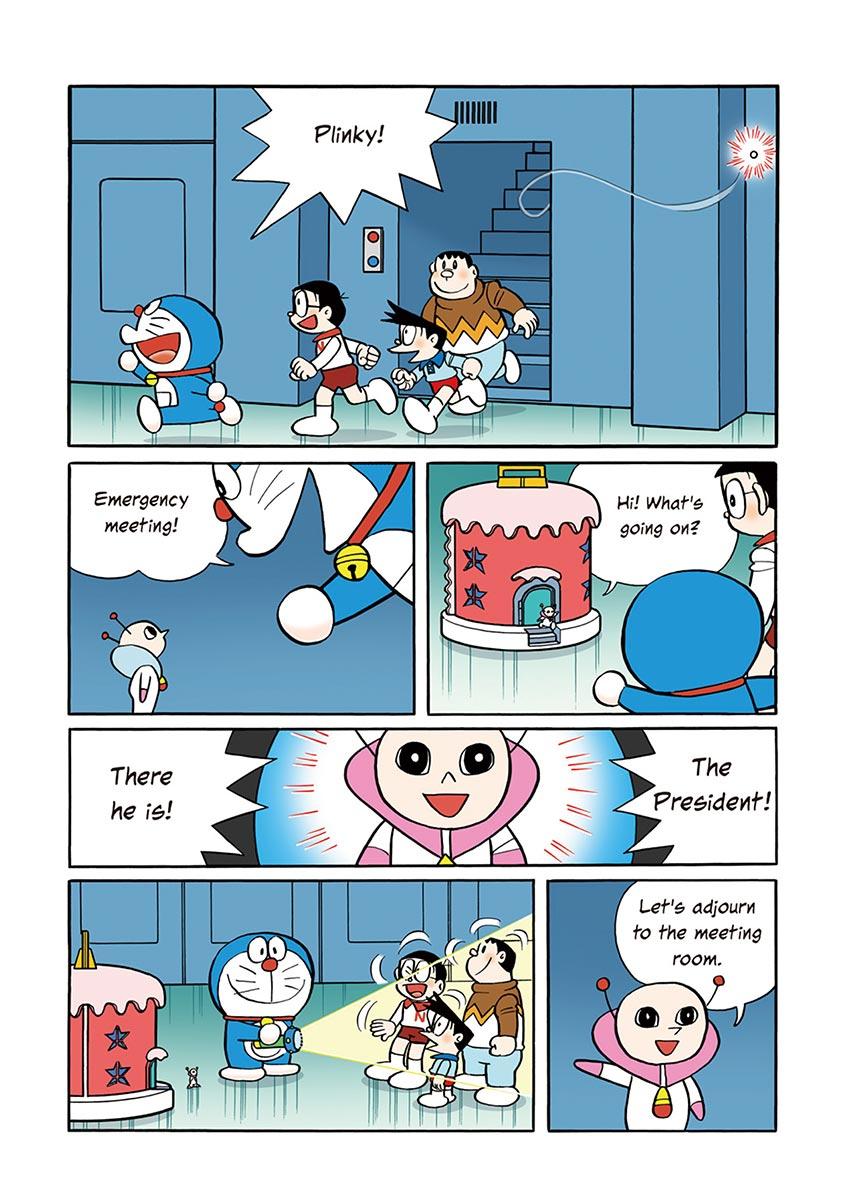 Plinky!
Emergency
meeting!
Hi! What's
going on?
There
he is!
The
President!
N
Let's adjourn
to the meeting
room.